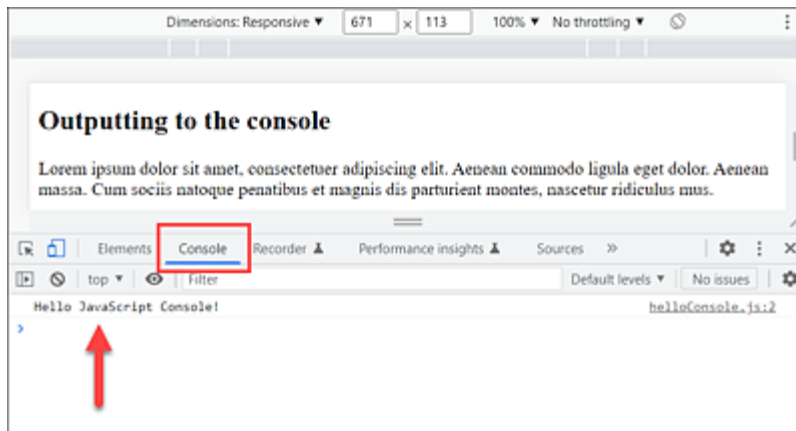 Dimensions: Responsive ▼ 671 × 113 100% ▼ No throttling ▼
Outputting to the console
Lorem ipsum dolor sit amet, consectetuer adipiscing elit. Aenean commodo ligula eget dolor. Aenean
massa. Cum sociis natoque penatibus et magnis dis parturient montes, nascetur ridiculus mus.
Elements Console Recorder Performance insights Sources »
top ▼ Filter Default levels ▼ No issues
Hello JavaScript Console! helloConsole.js:2
>